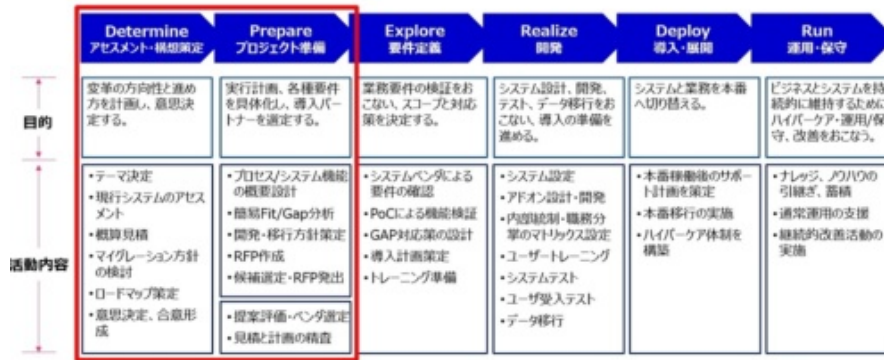 Determine
アセスメント・構想策定
Prepare
プロジェクト準備
Explore
要件定義
Realize
開発
Deploy
導入・展開
Run
運用・保守
目的
変革の方向性と進め
方を計画し、意思決
定する。
実行計画、各種要件
を具体化し、導入パー
トナーを選定する。
業務要件の検証をお
こない、スコープと対応
策を決定する。
システム設計、開発、
テスト、データ移行をお
こない、導入の準備を
進める。
システムと業務を本番
へ切り替える。
ビジネスとシステムを持
続的に維持するために
ハイパーケア・運用/保
守、改善をおこなう。
活動内容
•テーマ決定
•現行システムのアセス
メント
•概算見積
•マイグレーション方針
の検討
•ロードマップ策定
•意思決定、合意形
成
•プロセス/システム機能
の概要設計
•簡易Fit/Gap分析
•開発・移行方針策定
•RFP作成
•候補選定・RFP発出
•提案評価・ベンダ選定
•見積と計画の精査
•システムベンダによる
要件の確認
•PoCによる機能検証
•GAP対応策の設計
•導入計画策定
•トレーニング準備
•システム設定
•アドオン設計・開発
•内部統制・職務分
掌のマトリックス設定
•ユーザートレーニング
•システムテスト
•ユーザ受入テスト
•データ移行
•本番稼働後のサポー
ト計画を策定
•本番移行の実施
•ハイパーケア体制を
構築
•ナレッジ、ノウハウの
引継ぎ、蓄積
•通常運用の支援
•継続的改善活動の
実施